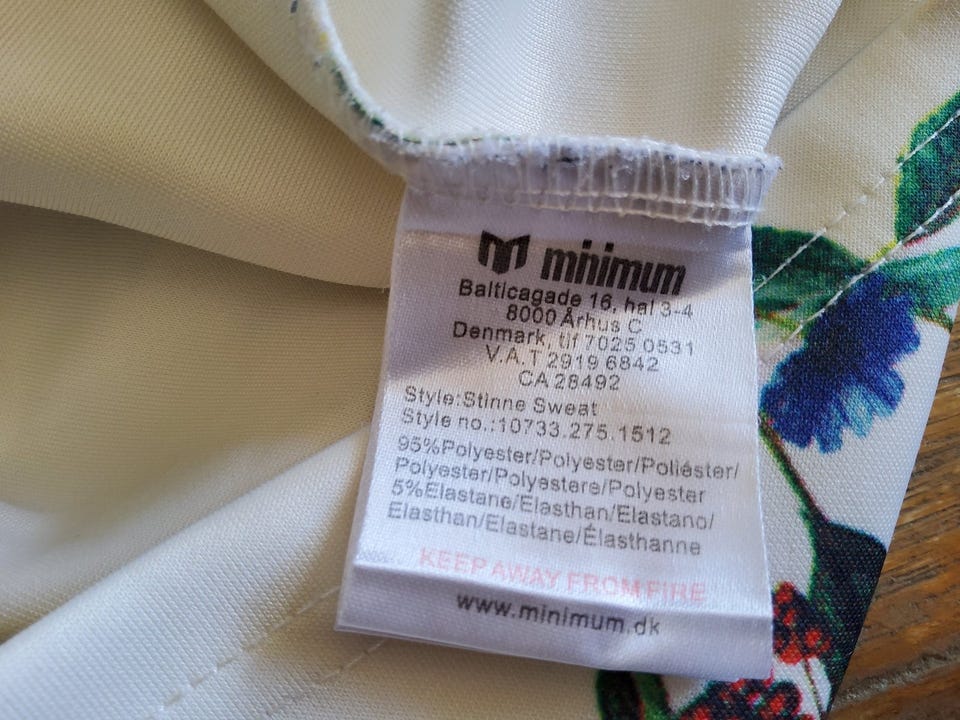 minimum
Balticagade 16, hal 3-4
8000 Århus C
Denmark, tlf 7025 0531
V.A.T 2919 6842
CA 28492
Style:Stinne Sweat
Style no.:10733.275.1512
95%Polyester/Polyester/Poliéster/
Polyester/Polyestere/Polyester
5%Elastane/Elasthan/Elastano/
Elasthan/Elastane/Élasthanne
KEEP AWAY FROM FIRE
www.minimum.dk